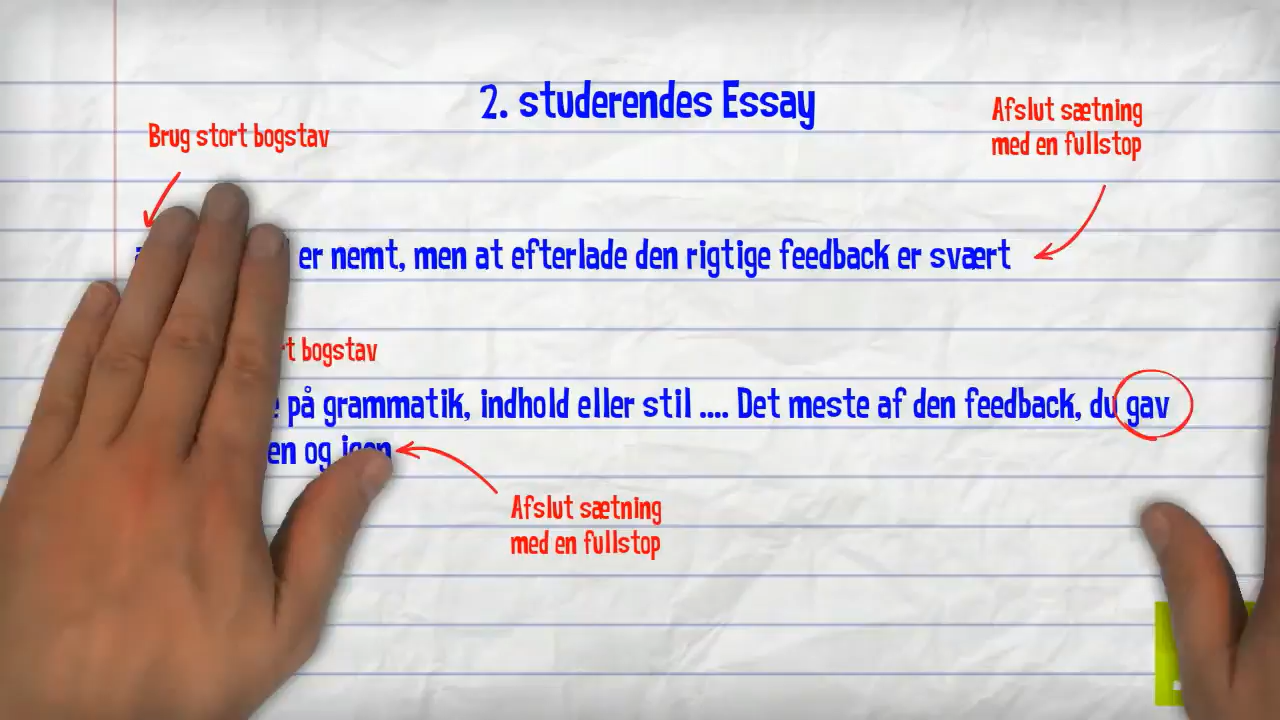 2. studerendes Essay
Brug stort bogstav
Afslut sætning
med en fullstop
er nemt, men at efterlade den rigtige feedback er svært
bogstav
på grammatik, indhold eller stil .... Det meste af den feedback, du gav
og igen
Afslut sætning
med en fullstop